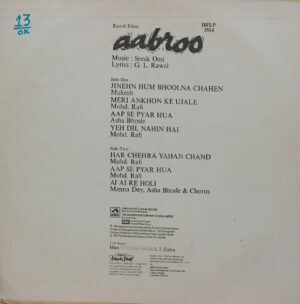 13
OK
Rawal Films
HFLP
3514
aabroo
Music : Sonik Omi
Lyrics : G. L. Rawal
Side One :
JINEHN HUM BHOOLNA CHAHEN
Mukesh
MERI ANKHON KE UJALE
Mohd. Rafi
AAP SE PYAR HUA
Asha Bhosle
YEH DIL NAHIN HAI
Mohd. Rafi
Side Two :
HAR CHEHRA YAHAN CHAND
Mohd. Rafi
AAP SE PYAR HUA
Mohd. Rafi
AI AI RE HOLI
Manna Dey, Asha Bhosle & Chorus